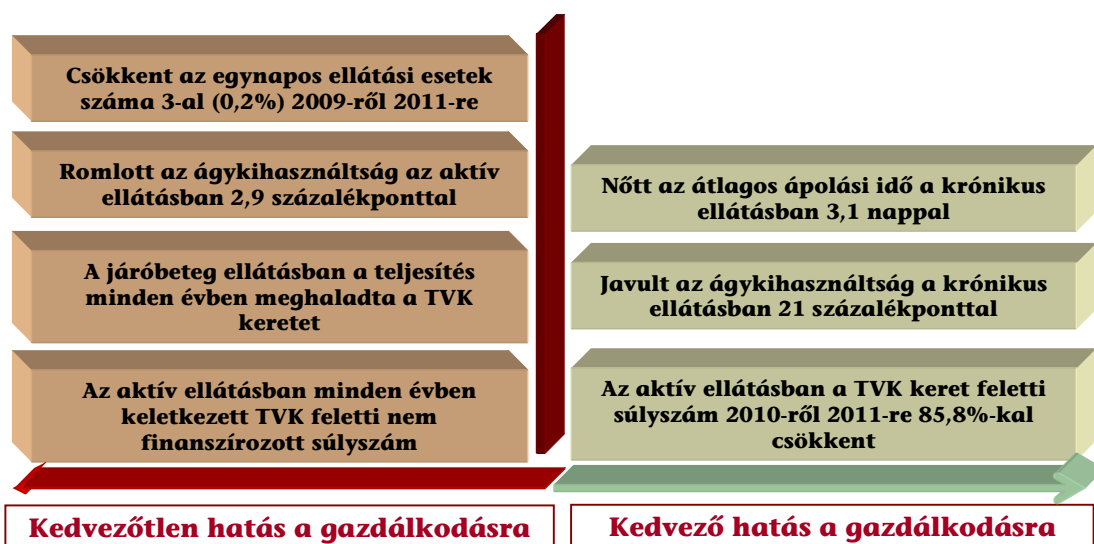 Csökkent az egynapos ellátási esetek
száma 3-al (0,2%) 2009-ről 2011-re
Romlott az ágykihasználtság az aktív
ellátásban 2,9 százalékponttal
A járóbeteg ellátásban a teljesítés
minden évben meghaladta a TVK
keretet
Az aktív ellátásban minden évben
keletkezett TVK feletti nem
finanszírozott súlyszám
Kedvezőtlen hatás a gazdálkodásra
Nőtt az átlagos ápolási idő a krónikus
ellátásban 3,1 nappal
Javult az ágykihasználtság a krónikus
ellátásban 21 százalékponttal
Az aktív ellátásban a TVK keret feletti
súlyszám 2010-ről 2011-re 85,8%-kal
csökkent
Kedvező hatás a gazdálkodásra